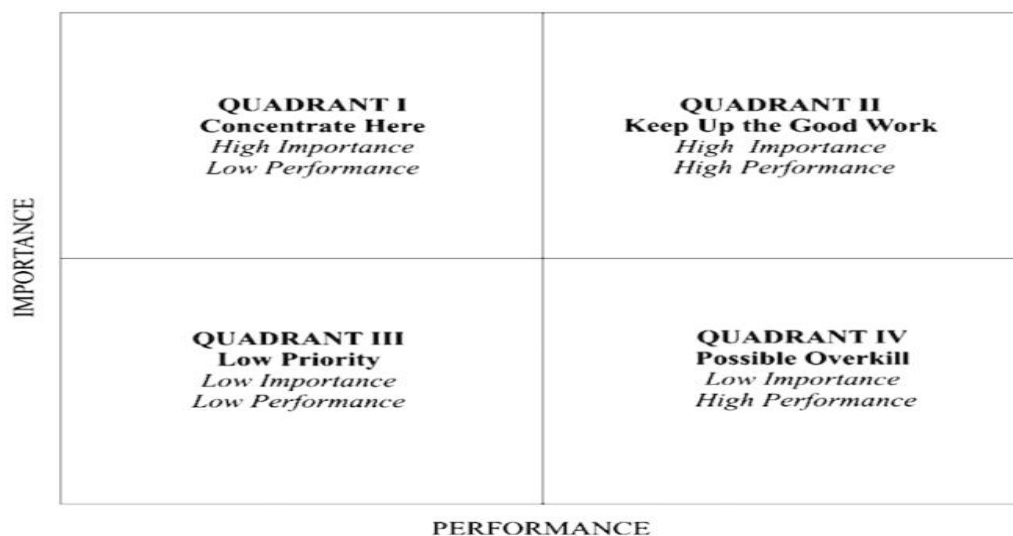 QUADRANT I
Concentrate Here
High Importance
Low Performance
QUADRANT II
Keep Up the Good Work
High Importance
High Performance
IMPORTANCE
QUADRANT III
Low Priority
Low Importance
Low Performance
QUADRANT IV
Possible Overkill
Low Importance
High Performance
PERFORMANCE